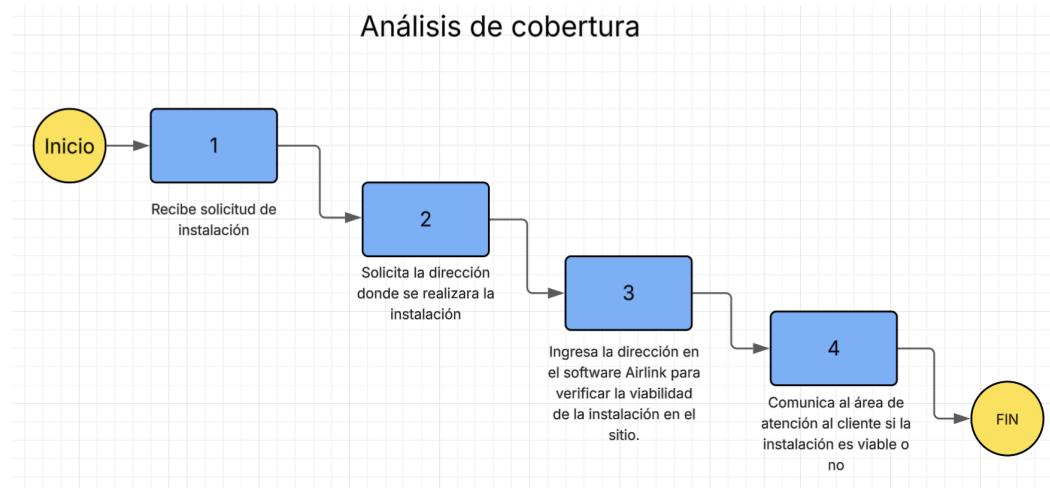 Análisis de cobertura
Inicio
1
Recibe solicitud de
instalación
2
Solicita la dirección
donde se realizara la
instalación
3
Ingresa la dirección en
el software Airlink para
verificar la viabilidad
de la instalación en el
sitio.
4
Comunica al área de
atención al cliente si la
instalación es viable o
no
FIN